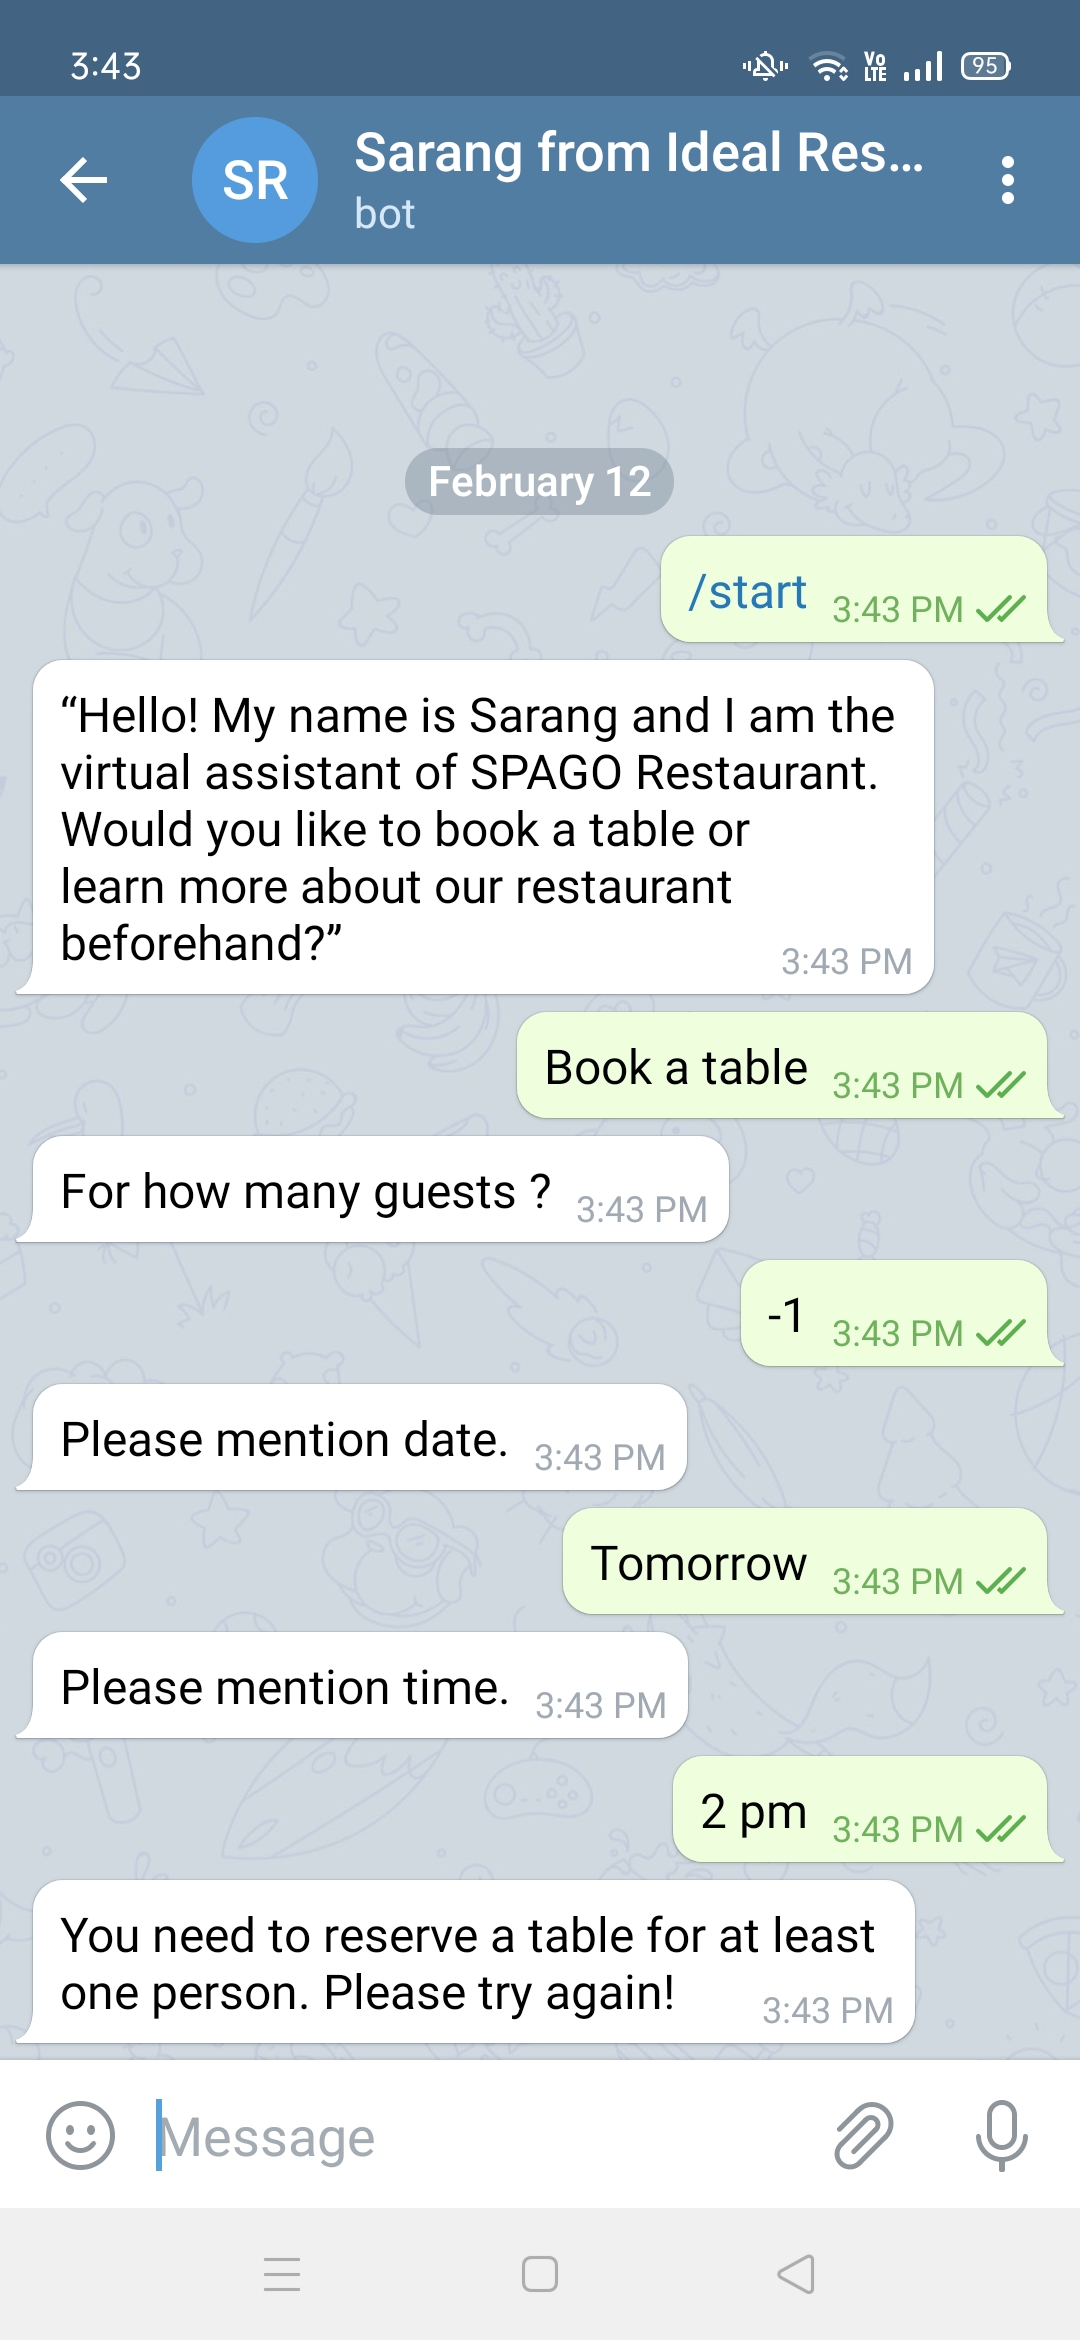 3:43
Vo
LTE
95
SR
Sarang from Ideal Res...
bot
February 12
/start 3:43 PM
“Hello! My name is Sarang and I am the
virtual assistant of SPAGO Restaurant.
Would you like to book a table or
learn more about our restaurant
beforehand?”
3:43 PM
Book a table 3:43 PM
For how many guests ? 3:43 PM
-1 3:43 PM
Please mention date. 3:43 PM
Tomorrow 3:43 PM
Please mention time. 3:43 PM
2 pm 3:43 PM
You need to reserve a table for at least
one person. Please try again! 3:43 PM
Message